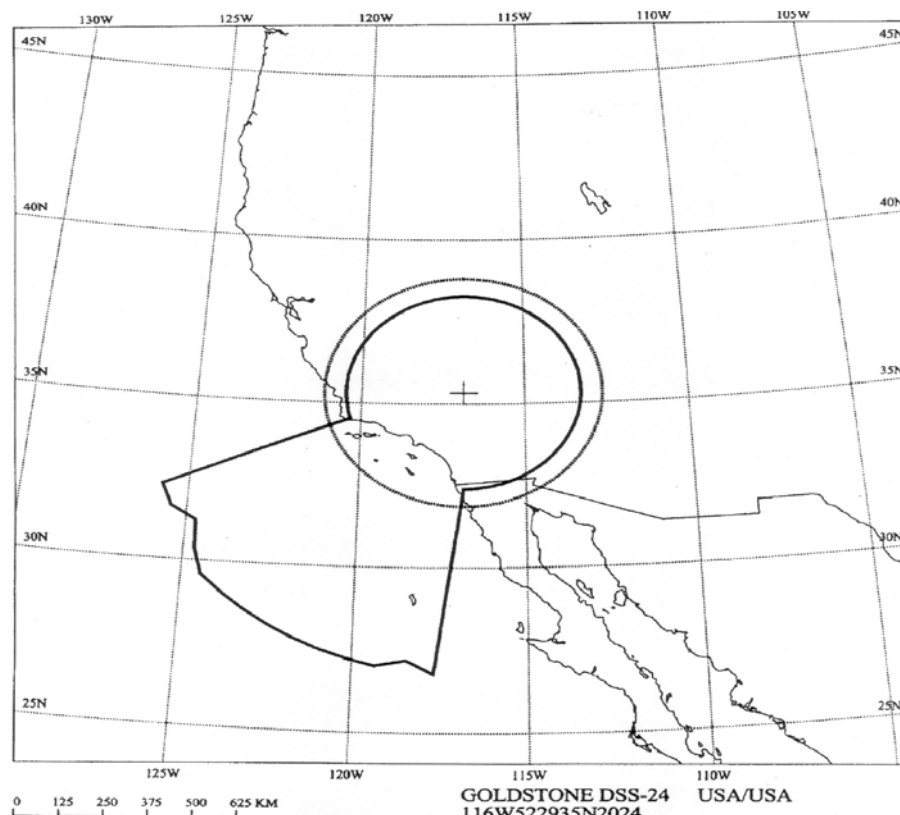 130W 125W 120W 115W 110W 105W
45N 45N
40N 40N
35N 35N
30N 30N
25N 25N
125W 120W 115W 110W
0 125 250 375 500 625 KM
GOLDSTONE DSS-24 USA/USA
116W522935N2024